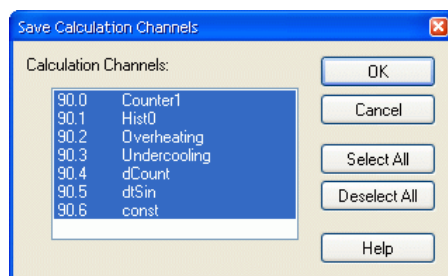 Save Calculation Channels
Calculation Channels:
90.0 Counter1
90.1 Hist0
90.2 Overheating
90.3 Undercooling
90.4 dCount
90.5 dtSin
90.6 const
OK
Cancel
Select All
Deselect All
Help